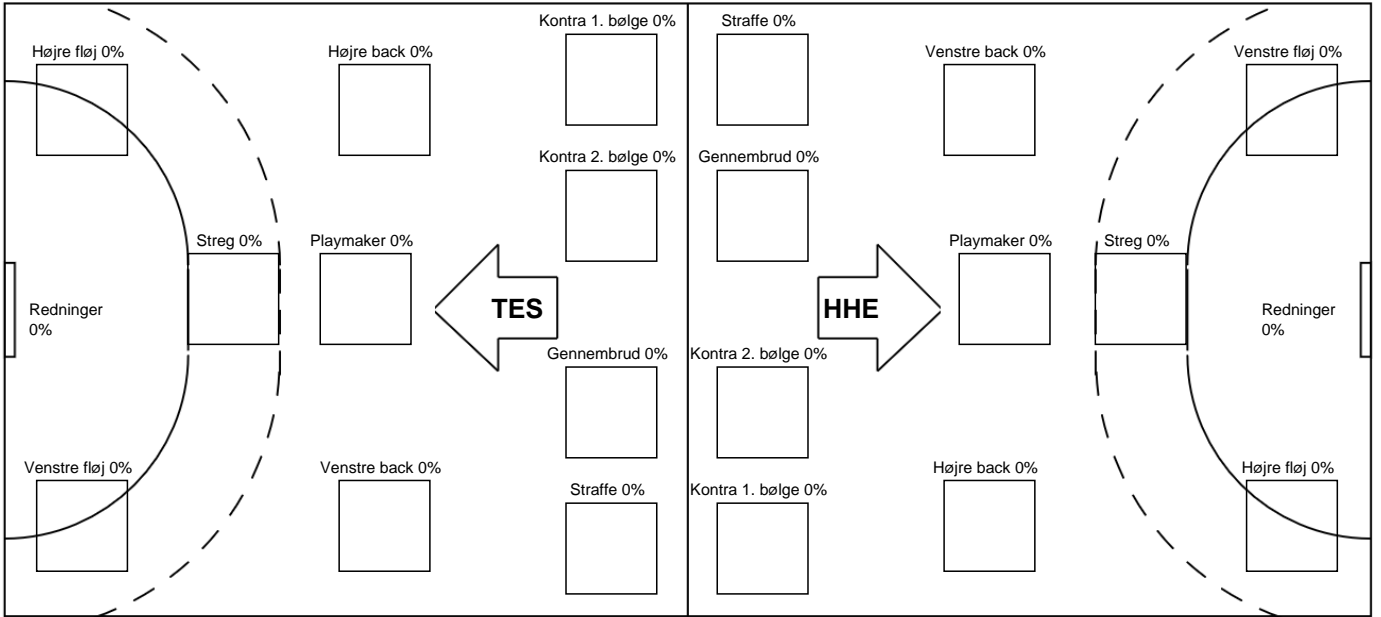 Kontra 1. bølge 0%
Straffe 0%
Højre fløj 0%
Højre back 0%
Venstre back 0%
Venstre fløj 0%
Kontra 2. bølge 0%
Gennembrud 0%
Streg 0%
Playmaker 0%
Playmaker 0%
Streg 0%
Redninger
0%
TES
HHE
Redninger
0%
Gennembrud 0%
Kontra 2. bølge 0%
Venstre fløj 0%
Venstre back 0%
Højre back 0%
Højre fløj 0%
Straffe 0%
Kontra 1. bølge 0%